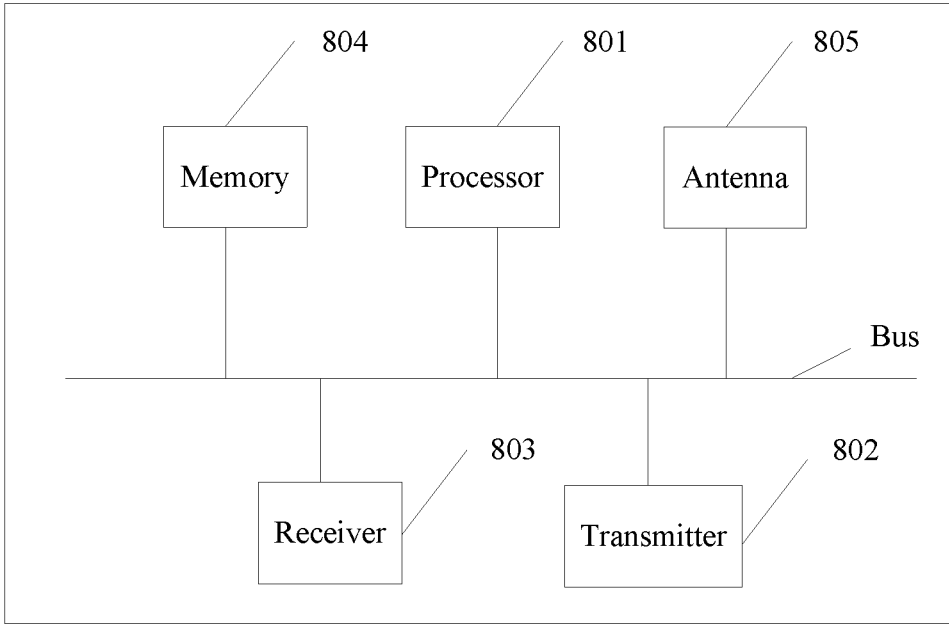 804
801
805
Memory
Processor
Antenna
Bus
803
802
Receiver
Transmitter